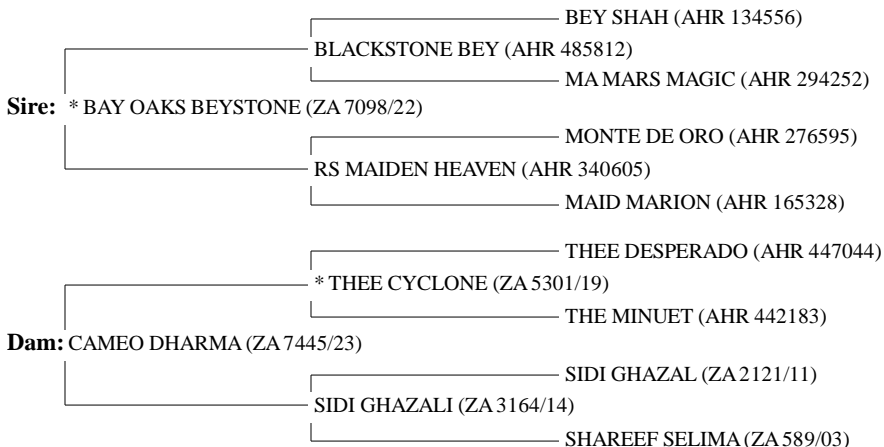 BEY SHAH (AHR 134556)
BLACKSTONE BEY (AHR 485812)
MA MARS MAGIC (AHR 294252)
Sire: * BAY OAKS BEYSTONE (ZA 7098/22)
MONTE DE ORO (AHR 276595)
RS MAIDEN HEAVEN (AHR 340605)
MAID MARION (AHR 165328)
THEE DESPERADO (AHR 447044)
* THEE CYCLONE (ZA 5301/19)
THE MINUET (AHR 442183)
Dam: CAMEO DHARMA (ZA 7445/23)
SIDI GHAZAL (ZA 2121/11)
SIDI GHAZALI (ZA 3164/14)
SHAREEF SELIMA (ZA 589/03)